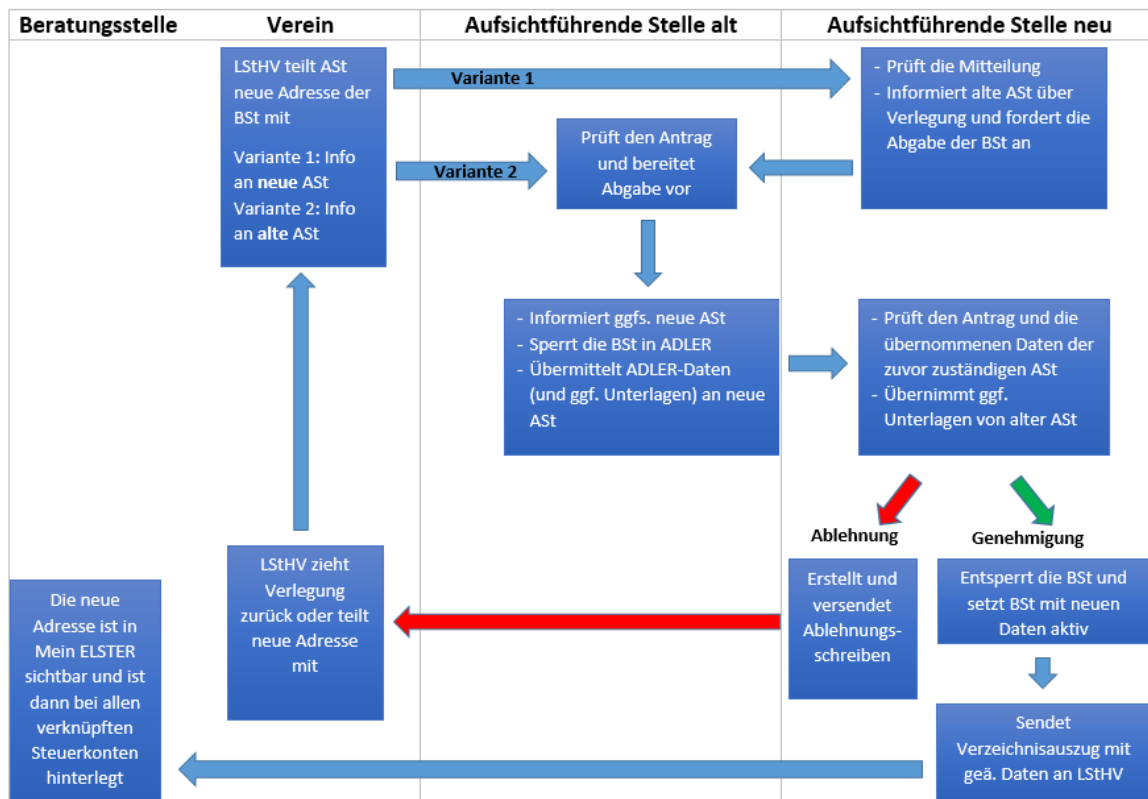 Beratungsstelle
Verein
Aufsichtführende Stelle alt
Aufsichtführende Stelle neu
LStHV teilt ASt
neue Adresse der
BSt mit
Variante 1: Info
an neue ASt
Variante 2: Info
an alte ASt
Variante 1
Variante 2
Prüft den Antrag
und bereitet
Abgabe vor
- Prüft die Mitteilung
- Informiert alte ASt über
Verlegung und fordert die
Abgabe der BSt an
- Informiert ggfs. neue ASt
- Sperrt die BSt in ADLER
- Übermittelt ADLER-Daten
(und ggf. Unterlagen) an neue
ASt
- Prüft den Antrag und die
übernommenen Daten der
zuvor zuständigen ASt
- Übernimmt ggf.
Unterlagen von alter ASt
Ablehnung
Genehmigung
Erstellt und
versendet
Ablehnungs-
schreiben
Entsperrt die BSt und
setzt BSt mit neuen
Daten aktiv
LStHV zieht
Verlegung
zurück oder teilt
neue Adresse
mit
Sendet
Verzeichnisauszug mit
geä. Daten an LStHV
Die neue
Adresse ist in
Mein ELSTER
sichtbar und ist
dann bei allen
verknüpften
Steuerkonten
hinterlegt